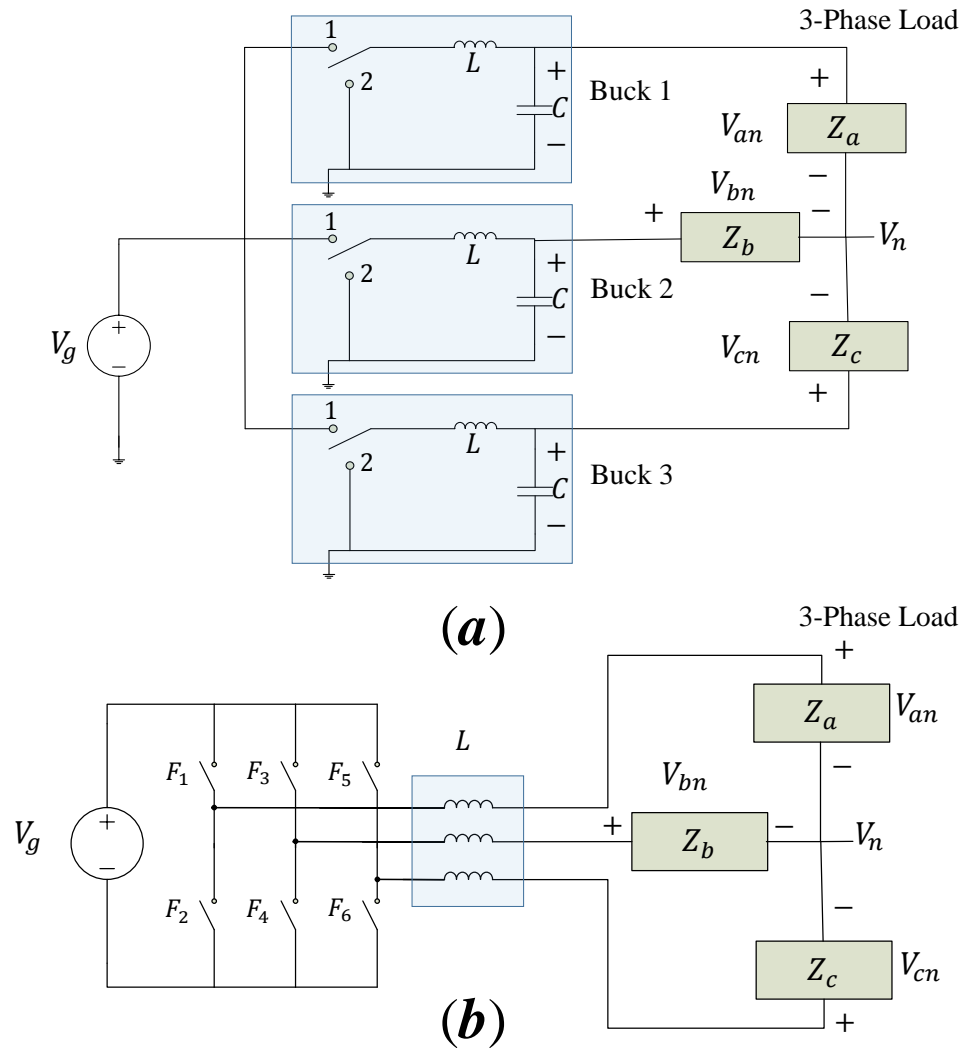 3-Phase Load
1
2
L
+
C
−
Buck 1
+
V_an
Z_a
−
V_bn
1
2
L
+
C
−
Buck 2
+
Z_b
−
V_n
V_g
+
−
−
V_cn
Z_c
+
1
2
L
+
C
−
Buck 3
(a)
3-Phase Load
+
Z_a
V_an
−
L
F_1
F_3
F_5
V_bn
V_g
+
−
+
Z_b
−
V_n
F_2
F_4
F_6
−
Z_c
V_cn
+
(b)